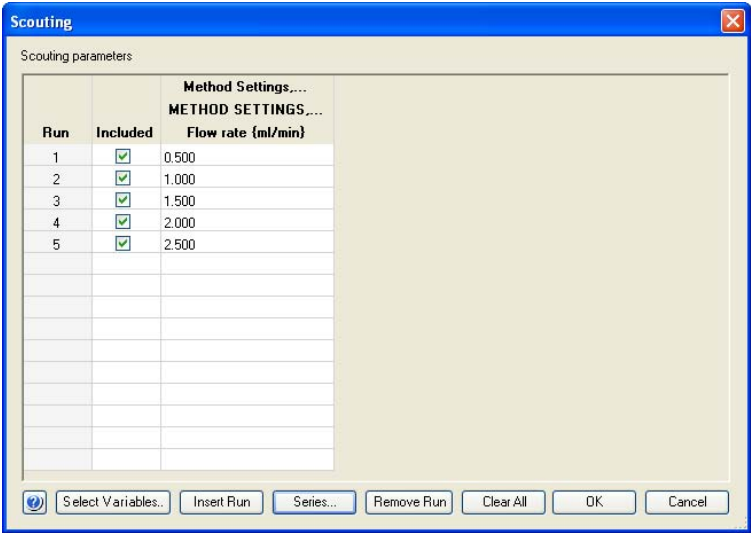 Scouting
Scouting parameters
Method Settings,...
METHOD SETTINGS,...
Run Included Flow rate {ml/min}
1 0.500
2 1.000
3 1.500
4 2.000
5 2.500
? Select Variables.. Insert Run Series... Remove Run Clear All OK Cancel